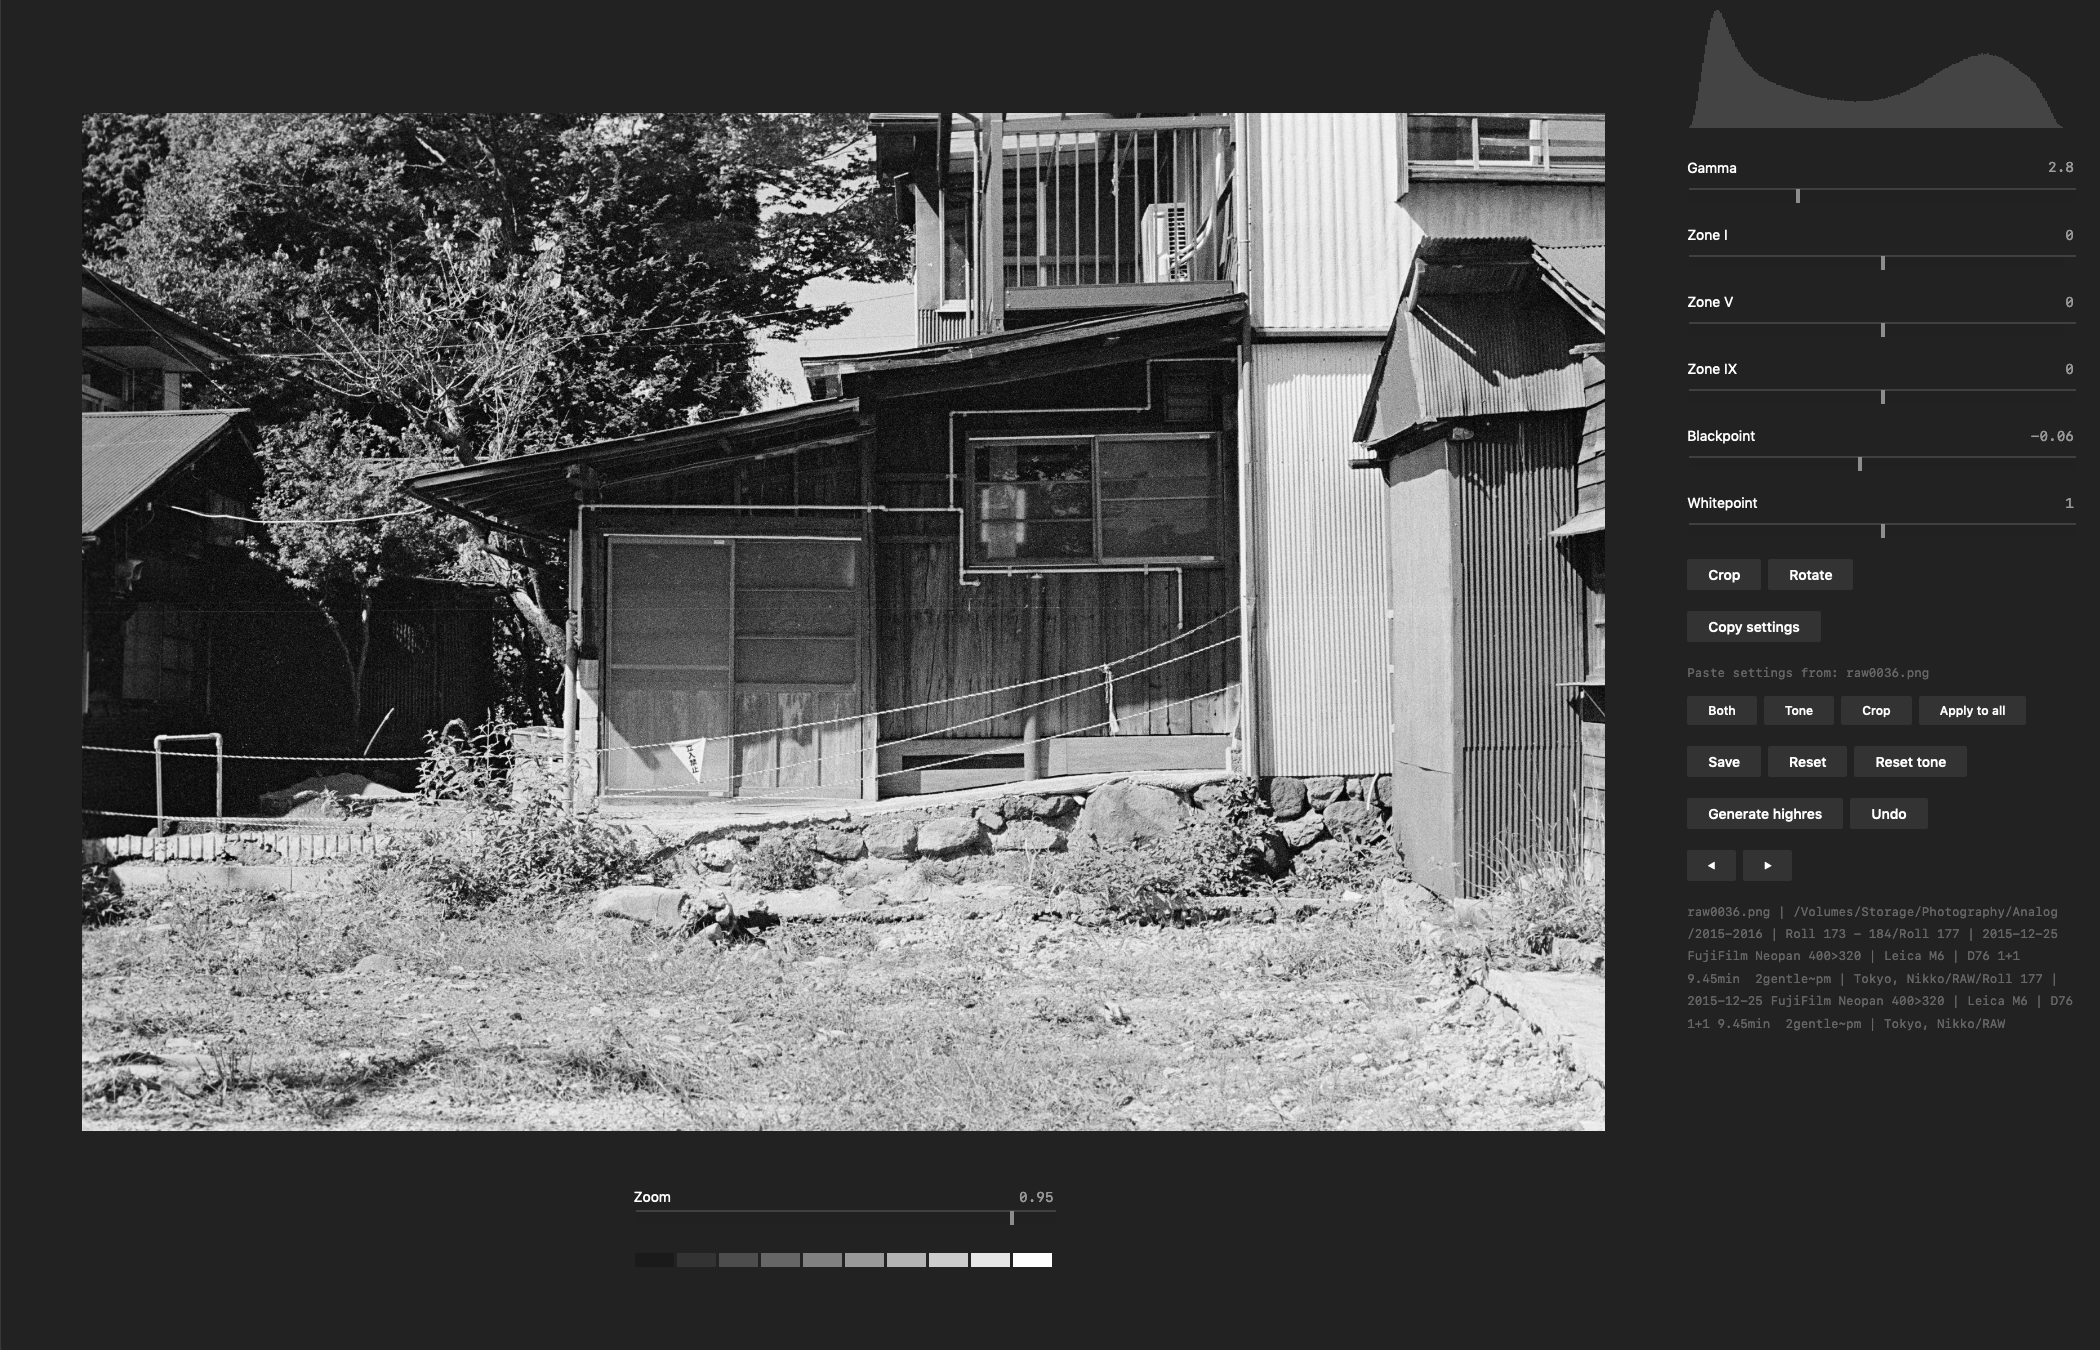 Gamma 2.8
Zone I 0
Zone V 0
Zone IX 0
Blackpoint -0.06
Whitepoint 1
Crop Rotate
Copy settings
Paste settings from: raw0036.png
Both Tone Crop Apply to all
Save Reset Reset tone
Generate highres Undo
raw0036.png | /Volumes/Storage/Photography/Analog
/2015-2016 | Roll 173 - 184/Roll 177 | 2015-12-25
FujiFilm Neopan 400>320 | Leica M6 | D76 1+1
9.45min  2gentle~pm | Tokyo, Nikko/RAW/Roll 177 |
2015-12-25 FujiFilm Neopan 400>320 | Leica M6 | D76
1+1 9.45min  2gentle~pm | Tokyo, Nikko/RAW
Zoom 0.95